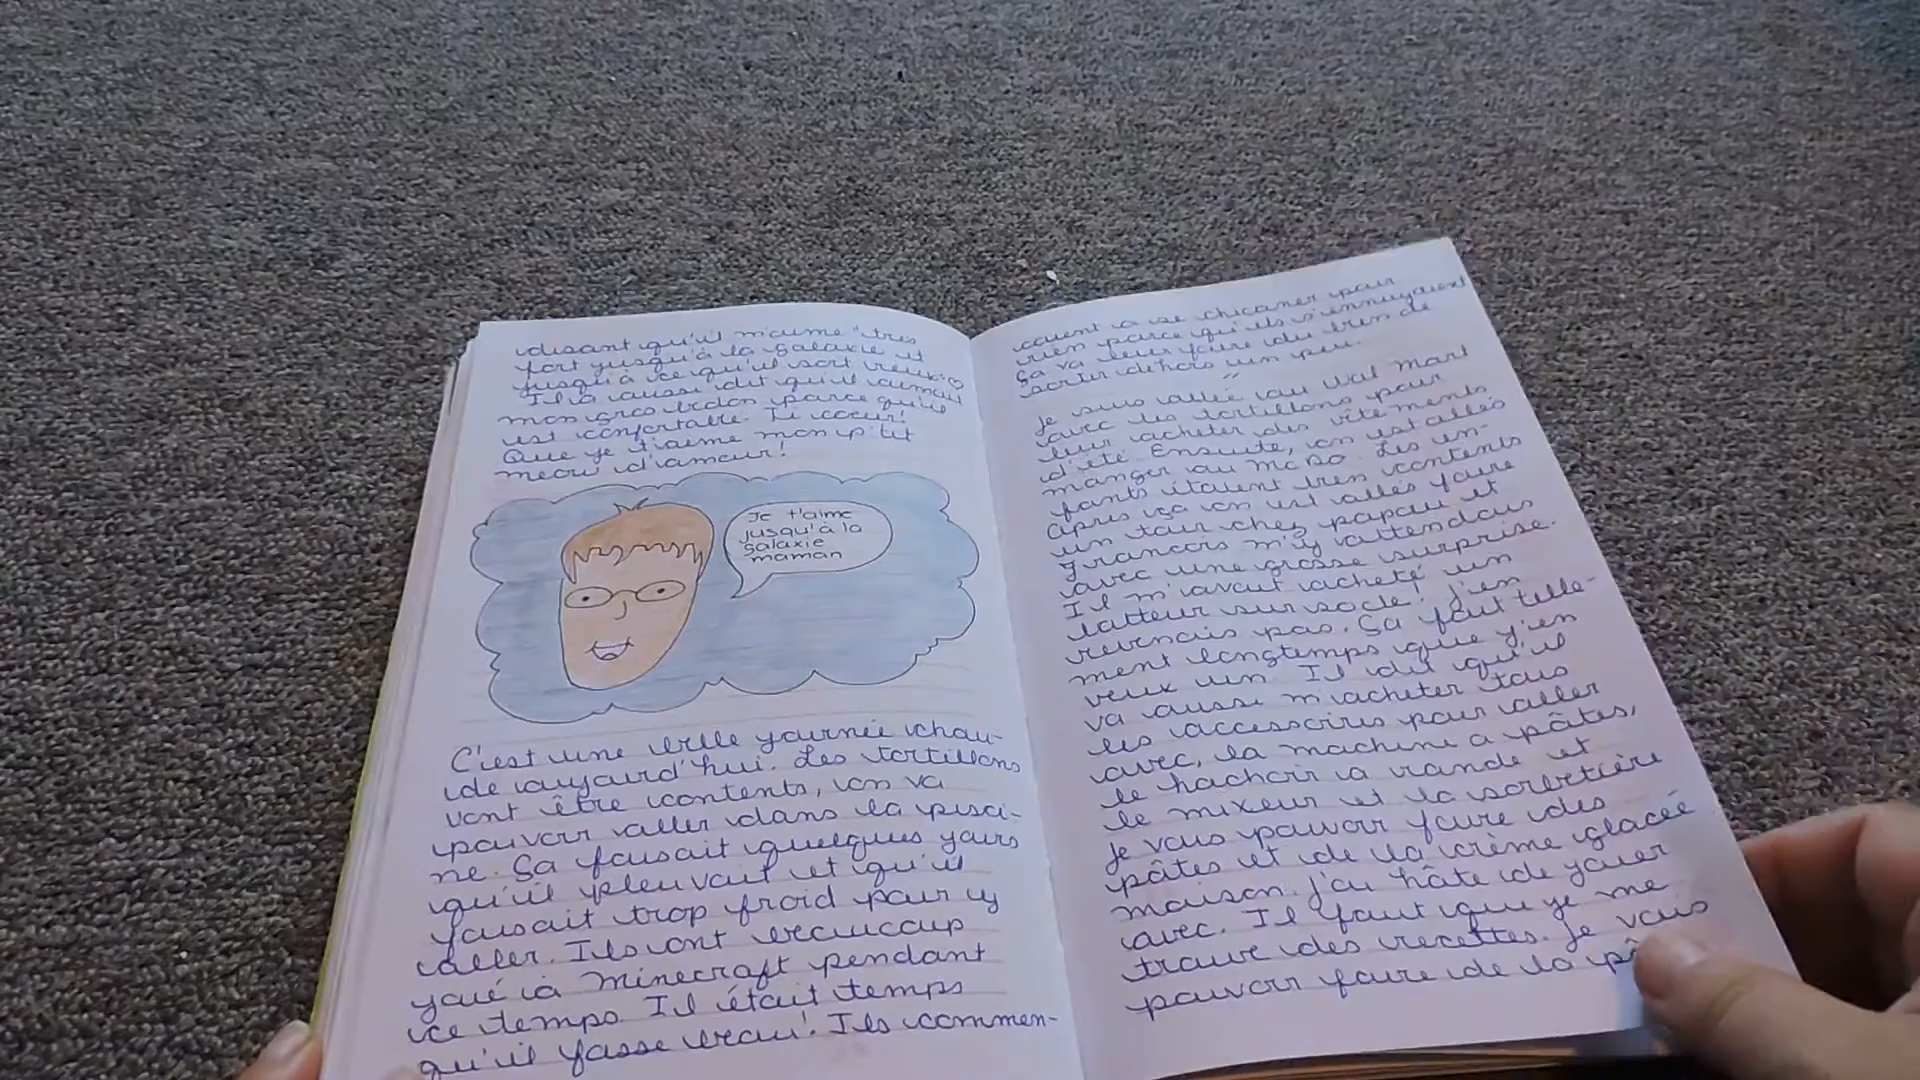 disant qu'il m'aime "très
fort jusqu'à la galaxie et
jusqu'à ce qu'il soit vieux"♡
Il a aussi dit qu'il aimait
mon gros bidon parce qu'il
est confortable. Ti coeur!
Que je t'aime mon p'tit
meow d'amour!
Je t'aime
jusqu'à la
galaxie
maman
C'est une belle journée chau-
de aujourd'hui. Les tortillons
vont être contents, on va
pouvoir aller dans la pisci-
ne. Ça faisait quelques jours
qu'il pleuvait et qu'il
faisait trop froid pour y
aller. Ils ont beaucoup
joué à Minecraft pendant
ce temps. Il était temps
qu'il fasse beau! Ils commen-
caient à se chicaner pour
rien parce qu'ils s'ennuyaient
Ça va leur faire du bien de
sortir dehors un peu.
"
Je suis allée au Wal Mart
avec les tortillons pour
leur acheter des vêtements
d'été. Ensuite, on est allés
manger au McDo. Les en-
fants étaient bien contents
Après ça on est allés faire
un tour chez papou et
François m'y attendais
avec une grosse surprise.
Il m'avait acheté un
batteur sur socle! J'en
revenais pas. Ça fait telle-
ment longtemps que j'en
veux un. Il dit qu'il
va aussi m'acheter tous
les accessoires pour aller
avec, la machine à pâtes,
le hachoir à viande et
le mixeur et la sorbetière
Je vais pouvoir faire des
pâtes et de la crème glacée
maison. J'ai hâte de jouer
avec. Il faut que je me
trouve des recettes. Je vais
pouvoir faire de la